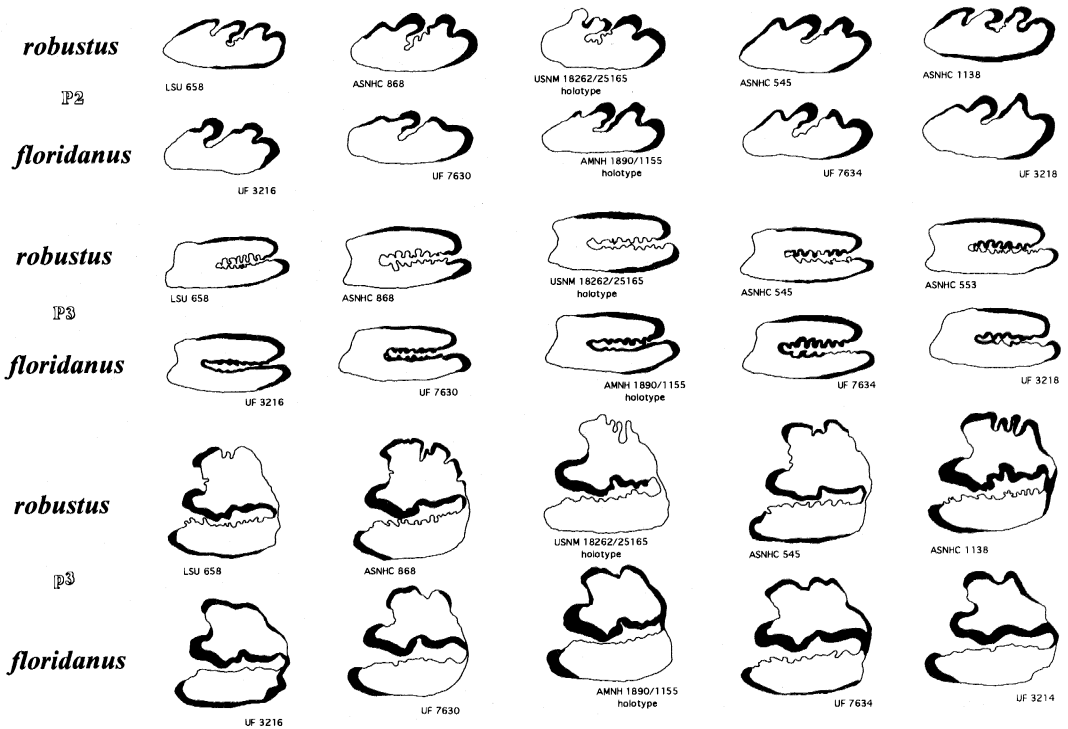 robustus
LSU 658
ASNHC 868
USNM 18262/25165
holotype
ASNHC 545
ASNHC 1138
P2
floridanus
UF 3216
UF 7630
AMNH 1890/1155
holotype
UF 7634
UF 3218
robustus
LSU 658
ASNHC 868
USNM 18262/25165
holotype
ASNHC 545
ASNHC 553
P3
floridanus
UF 3216
UF 7630
AMNH 1890/1155
holotype
UF 7634
UF 3218
robustus
LSU 658
ASNHC 868
USNM 18262/25165
holotype
ASNHC 545
ASNHC 1138
p3
floridanus
UF 3216
UF 7630
AMNH 1890/1155
holotype
UF 7634
UF 3214